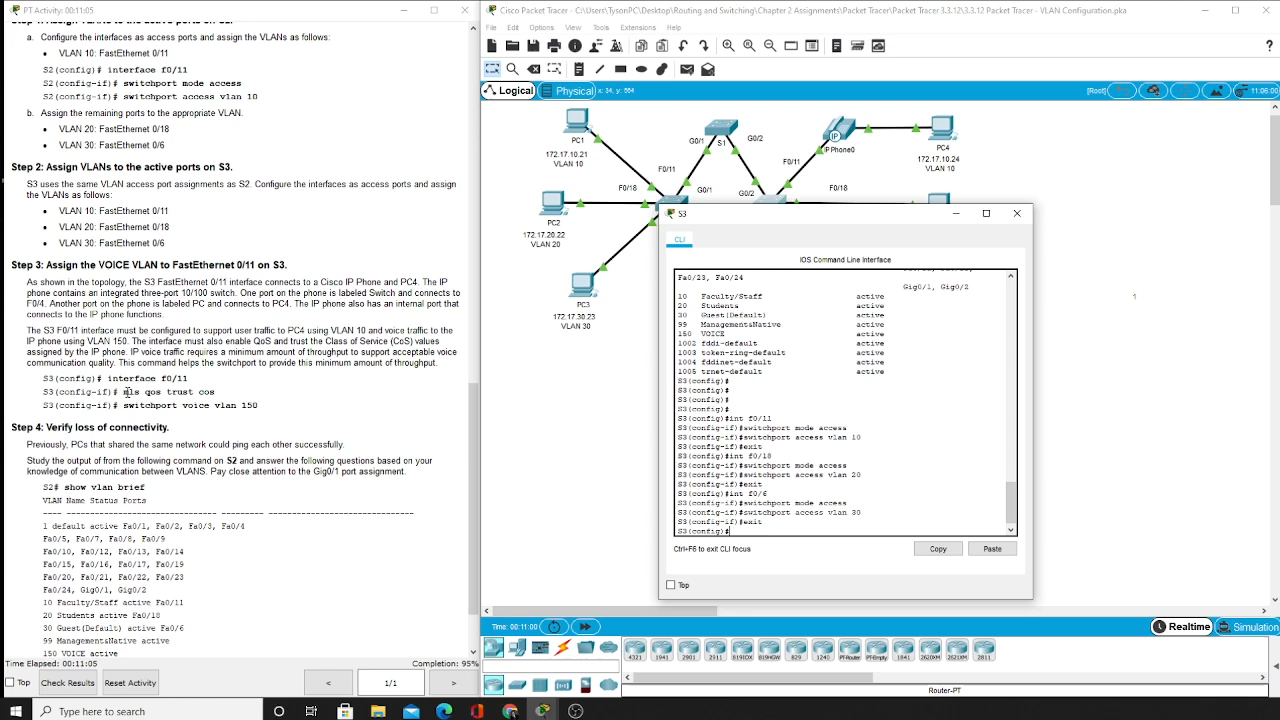 PT Activity: 00:11:05
Step 1: Assign VLANs to the active ports on S2.
a. Configure the interfaces as access ports and assign the VLANs as follows:
• VLAN 10: FastEthernet 0/11
S2(config)# interface f0/11
S2(config-if)# switchport mode access
S2(config-if)# switchport access vlan 10
b. Assign the remaining ports to the appropriate VLAN.
• VLAN 20: FastEthernet 0/18
• VLAN 30: FastEthernet 0/6
Step 2: Assign VLANs to the active ports on S3.
S3 uses the same VLAN access port assignments as S2. Configure the interfaces as access ports and assign
the VLANs as follows:
• VLAN 10: FastEthernet 0/11
• VLAN 20: FastEthernet 0/18
• VLAN 30: FastEthernet 0/6
Step 3: Assign the VOICE VLAN to FastEthernet 0/11 on S3.
As shown in the topology, the S3 FastEthernet 0/11 interface connects to a Cisco IP Phone and PC4. The IP
phone contains an integrated three-port 10/100 switch. One port on the phone is labeled Switch and connects to
F0/4. Another port on the phone is labeled PC and connects to PC4. The IP phone also has an internal port that
connects to the IP phone functions.
The S3 F0/11 interface must be configured to support user traffic to PC4 using VLAN 10 and voice traffic to the
IP phone using VLAN 150. The interface must also enable QoS and trust the Class of Service (CoS) values
assigned by the IP phone. IP voice traffic requires a minimum amount of throughput to support acceptable voice
communication quality. This command helps the switchport to provide this minimum amount of throughput.
S3(config)# interface f0/11
S3(config-if)# mls qos trust cos
S3(config-if)# switchport voice vlan 150
Step 4: Verify loss of connectivity.
Previously, PCs that shared the same network could ping each other successfully.
Study the output of from the following command on S2 and answer the following questions based on your
knowledge of communication between VLANS. Pay close attention to the Gig0/1 port assignment.
S2# show vlan brief
VLAN Name Status Ports
---- -------------------------------- --------- -------------------------------
1 default active Fa0/1, Fa0/2, Fa0/3, Fa0/4
Fa0/5, Fa0/7, Fa0/8, Fa0/9
Fa0/10, Fa0/12, Fa0/13, Fa0/14
Fa0/15, Fa0/16, Fa0/17, Fa0/19
Fa0/20, Fa0/21, Fa0/22, Fa0/23
Fa0/24, Gig0/1, Gig0/2
10 Faculty/Staff active Fa0/11
20 Students active Fa0/18
30 Guest(Default) active Fa0/6
99 Management&Native active
150 VOICE active
Time Elapsed: 00:11:05
Completion: 95%
Top
Check Results
Reset Activity
<
1/1
>
Cisco Packet Tracer - C:\Users\TysonPC\Desktop\Routing and Switching\Chapter 2 Assignments\Packet Tracer\3.3.12\3.3.12 Packet Tracer - VLAN Configuration.pka
File Edit Options View Tools Extensions Help
?
Logical
Physical
x: 34, y: 554
[Root]
11:06:00
PC1
172.17.10.21
VLAN 10
F0/11
G0/1
S1
G0/2
IP
IP Phone0
PC4
172.17.10.24
VLAN 10
F0/11
F0/18
G0/1
G0/2
F0/18
PC2
172.17.20.22
VLAN 20
PC3
172.17.30.23
VLAN 30
1
S3
CLI
IOS Command Line Interface
Fa0/23, Fa0/24
Gig0/1, Gig0/2
10 Faculty/Staff active
20 Students active
30 Guest(Default) active
99 Management&Native active
150 VOICE active
1002 fddi-default active
1003 token-ring-default active
1004 fddinet-default active
1005 trnet-default active
S3(config)#
S3(config)#
S3(config)#
S3(config)#
S3(config)#int f0/11
S3(config-if)#switchport mode access
S3(config-if)#switchport access vlan 10
S3(config-if)#exit
S3(config)#int f0/18
S3(config-if)#switchport mode access
S3(config-if)#switchport access vlan 20
S3(config-if)#exit
S3(config)#int f0/6
S3(config-if)#switchport mode access
S3(config-if)#switchport access vlan 30
S3(config-if)#exit
S3(config)#
Ctrl+F6 to exit CLI focus
Copy
Paste
Top
Time: 00:11:00
Realtime
Simulation
4321 1941 2901 2911 819IOX 819HGW 829 1240 PT-Router PT-Empty 1841 2620XM 2621XM 2811
Router-PT
Type here to search